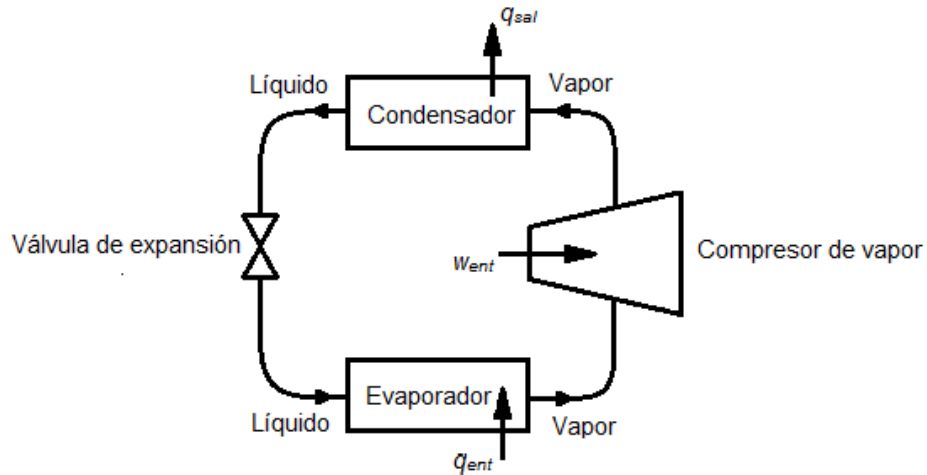 q_sal
Líquido
Vapor
Condensador
Válvula de expansión
w_ent
Compresor de vapor
Evaporador
Líquido
Vapor
q_ent